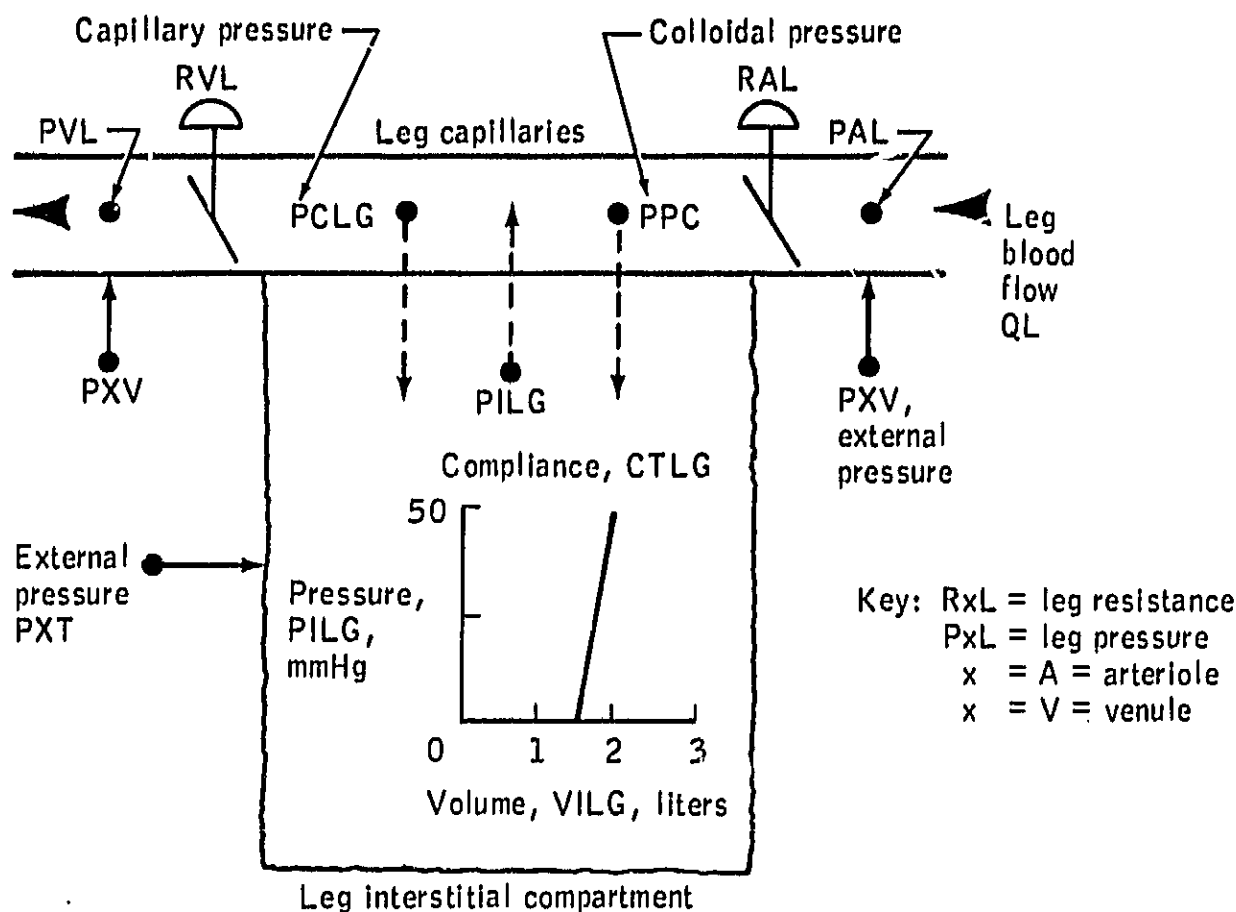 Capillary pressure
Colloidal pressure
RVL
RAL
PVL
Leg capillaries
PAL
PCLG
PPC
Leg
blood
flow
QL
PXV
PILG
PXV,
external
pressure
Compliance, CTLG
50
External
pressure
PXT
Pressure,
PILG,
mmHg
0
1
2
3
Volume, VILG, liters
Key: RxL = leg resistance
PxL = leg pressure
x = A = arteriole
x = V = venule
Leg interstitial compartment